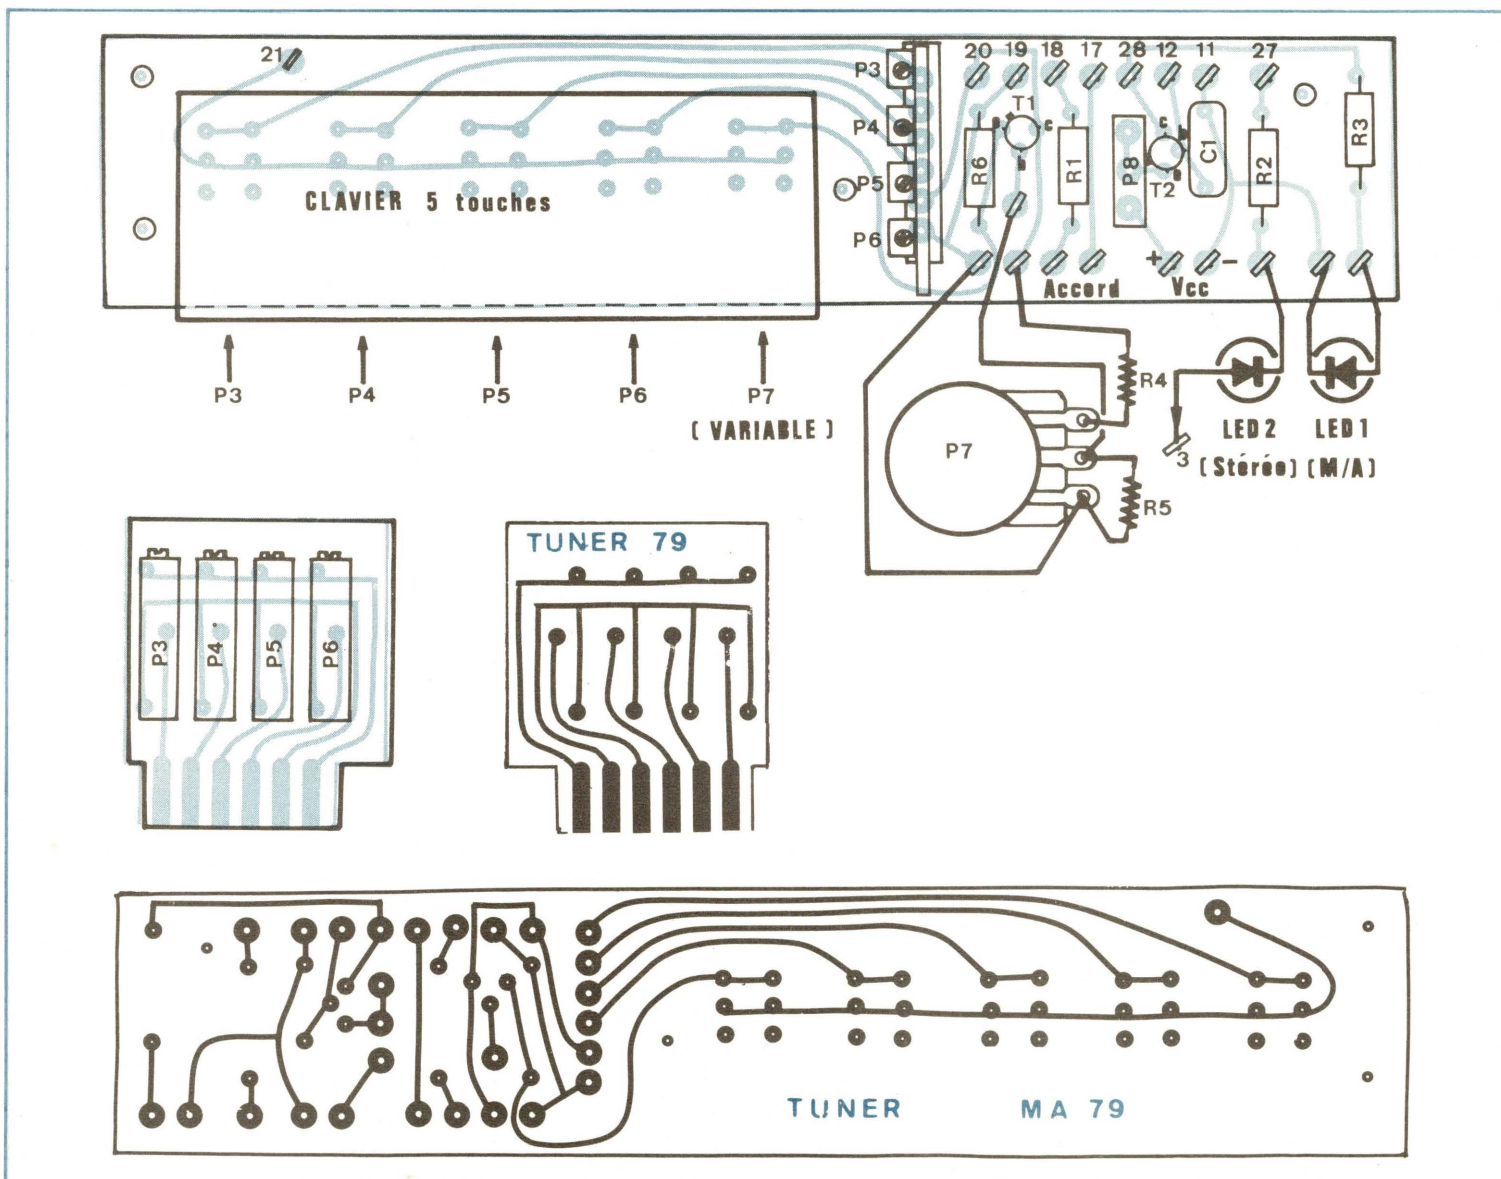 21
P3
20 19 18 17 28 12 11 27
T1
P4
c
b
c
R3
CLAVIER 5 touches
P5
R6
R1
P8
T2
C1
R2
P6
+ -
Accord Vcc
P3 P4 P5 P6 P7
( VARIABLE )
R4
P7
LED 2 LED 1
3
(Stéréo) (M/A)
R5
TUNER 79
P3 P4 P5 P6
TUNER MA 79